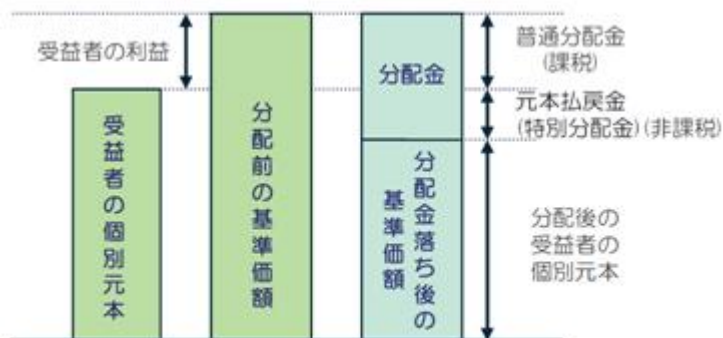 受益者の利益
受益者の個別元本
分配前の基準価額
分配金
分配金落ち後の
基準価額
普通分配金
(課税)
元本払戻金
(特別分配金)(非課税)
分配後の
受益者の
個別元本